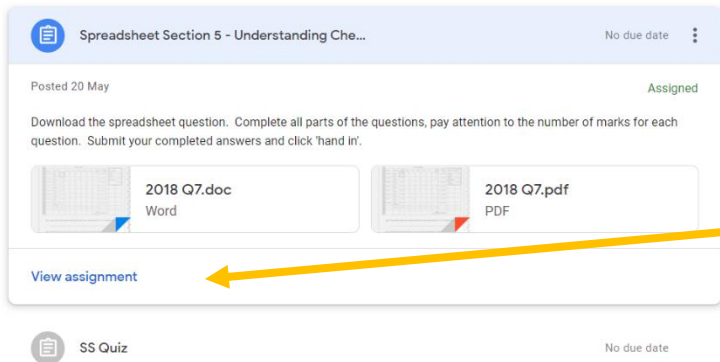 Spreadsheet Section 5 - Understanding Che...
No due date
Posted 20 May
Assigned
Download the spreadsheet question. Complete all parts of the questions, pay attention to the number of marks for each
question. Submit your completed answers and click 'hand in'.
2018 Q7.doc
Word
2018 Q7.pdf
PDF
View assignment
SS Quiz
No due date